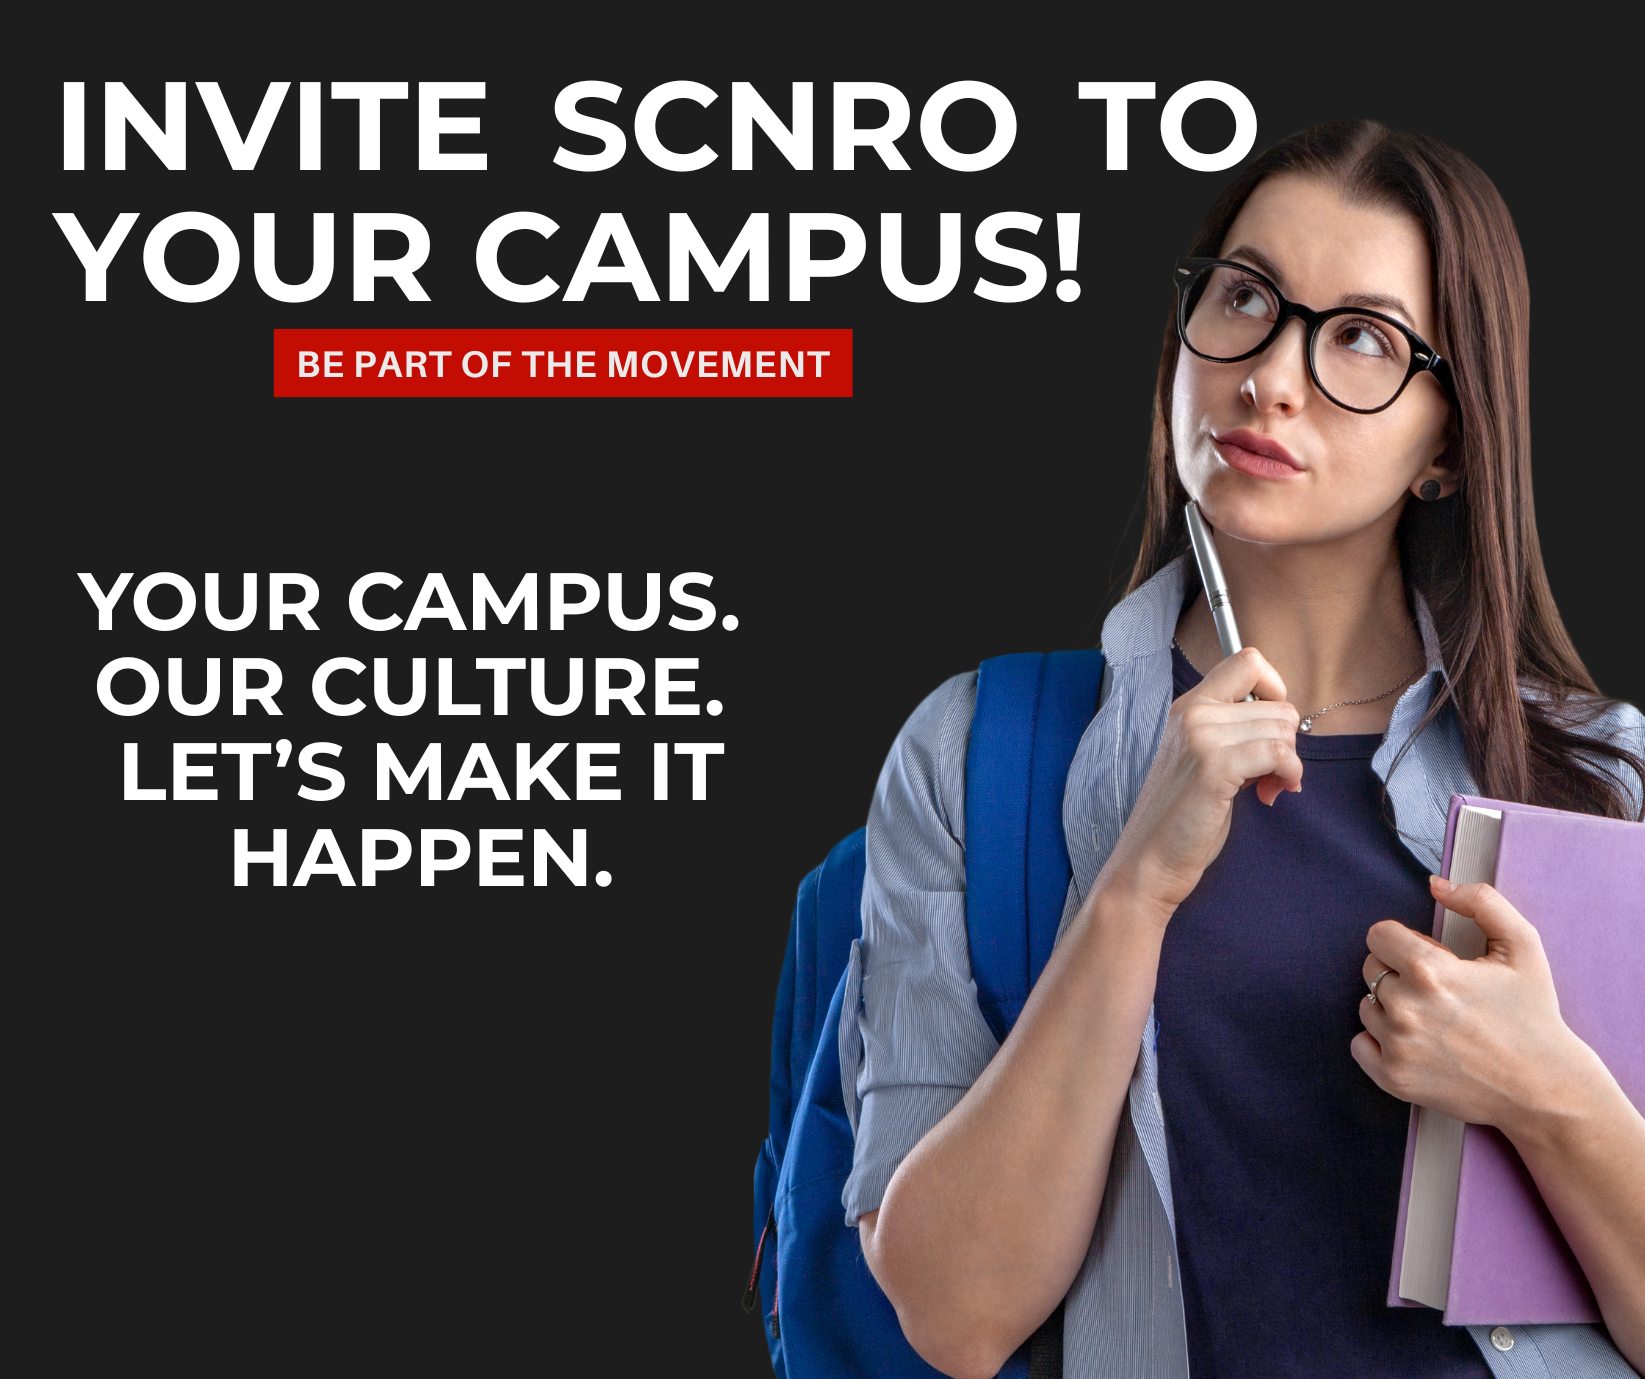 INVITE SCNRO TO
YOUR CAMPUS!
BE PART OF THE MOVEMENT
YOUR CAMPUS.
OUR CULTURE.
LET’S MAKE IT
HAPPEN.